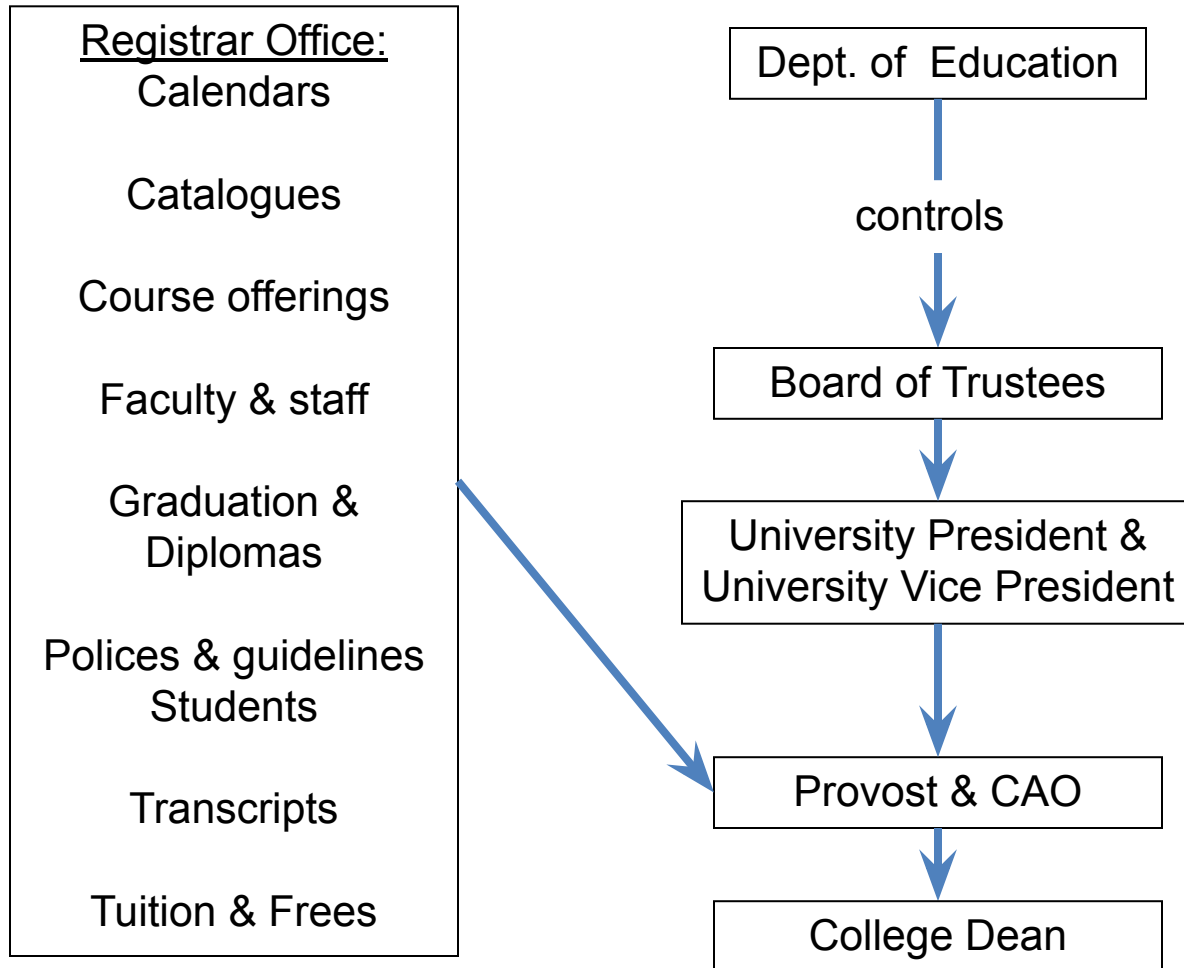 Registrar Office:
Calendars
Catalogues
Course offerings
Faculty & staff
Graduation &
Diplomas
Polices & guidelines
Students
Transcripts
Tuition & Frees
Dept. of  Education
controls
Board of Trustees
University President &
University Vice President
Provost & CAO
College Dean